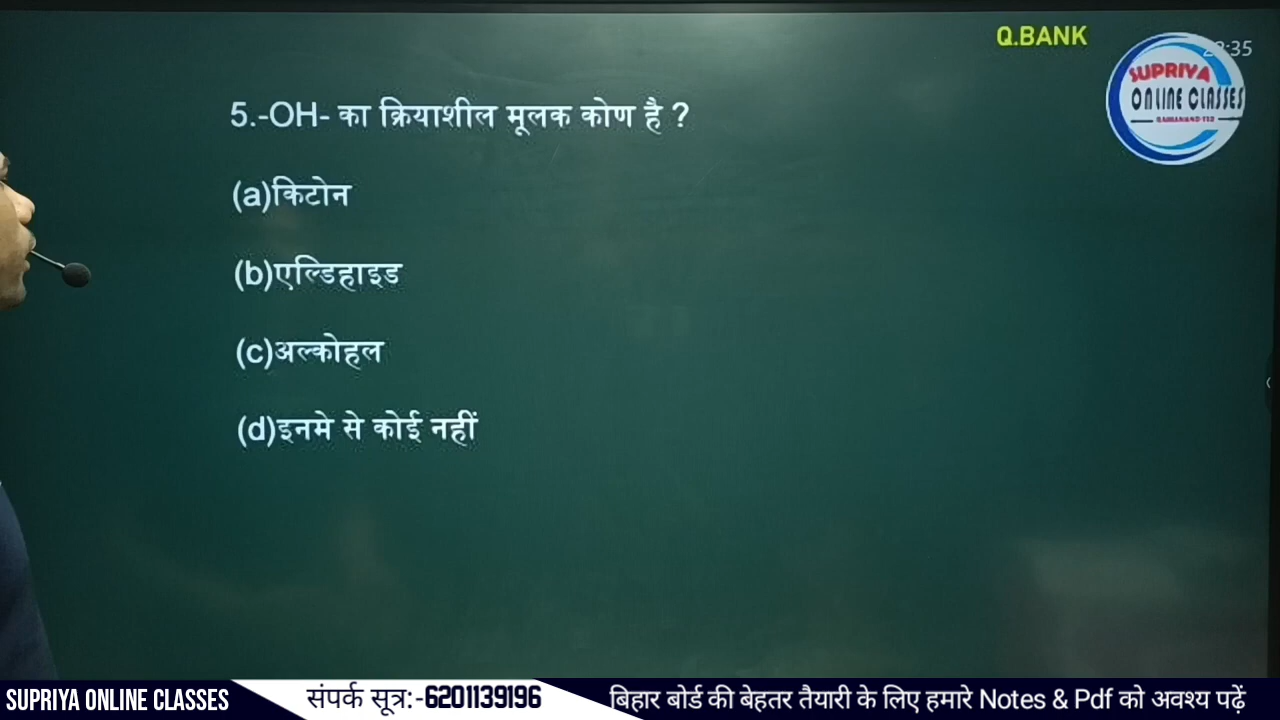 Q.BANK
:35
SUPRIYA
ONLINE CLASSES
5.-OH- का क्रियाशील मूलक कोण है ?
(a)किटोन
(b)एल्डिहाइड
(c)अल्कोहल
(d)इनमे से कोई नहीं
SUPRIYA ONLINE CLASSES
संपर्क सूत्र:-6201139196
बिहार बोर्ड की बेहतर तैयारी के लिए हमारे Notes & Pdf को अवश्य पढ़ें